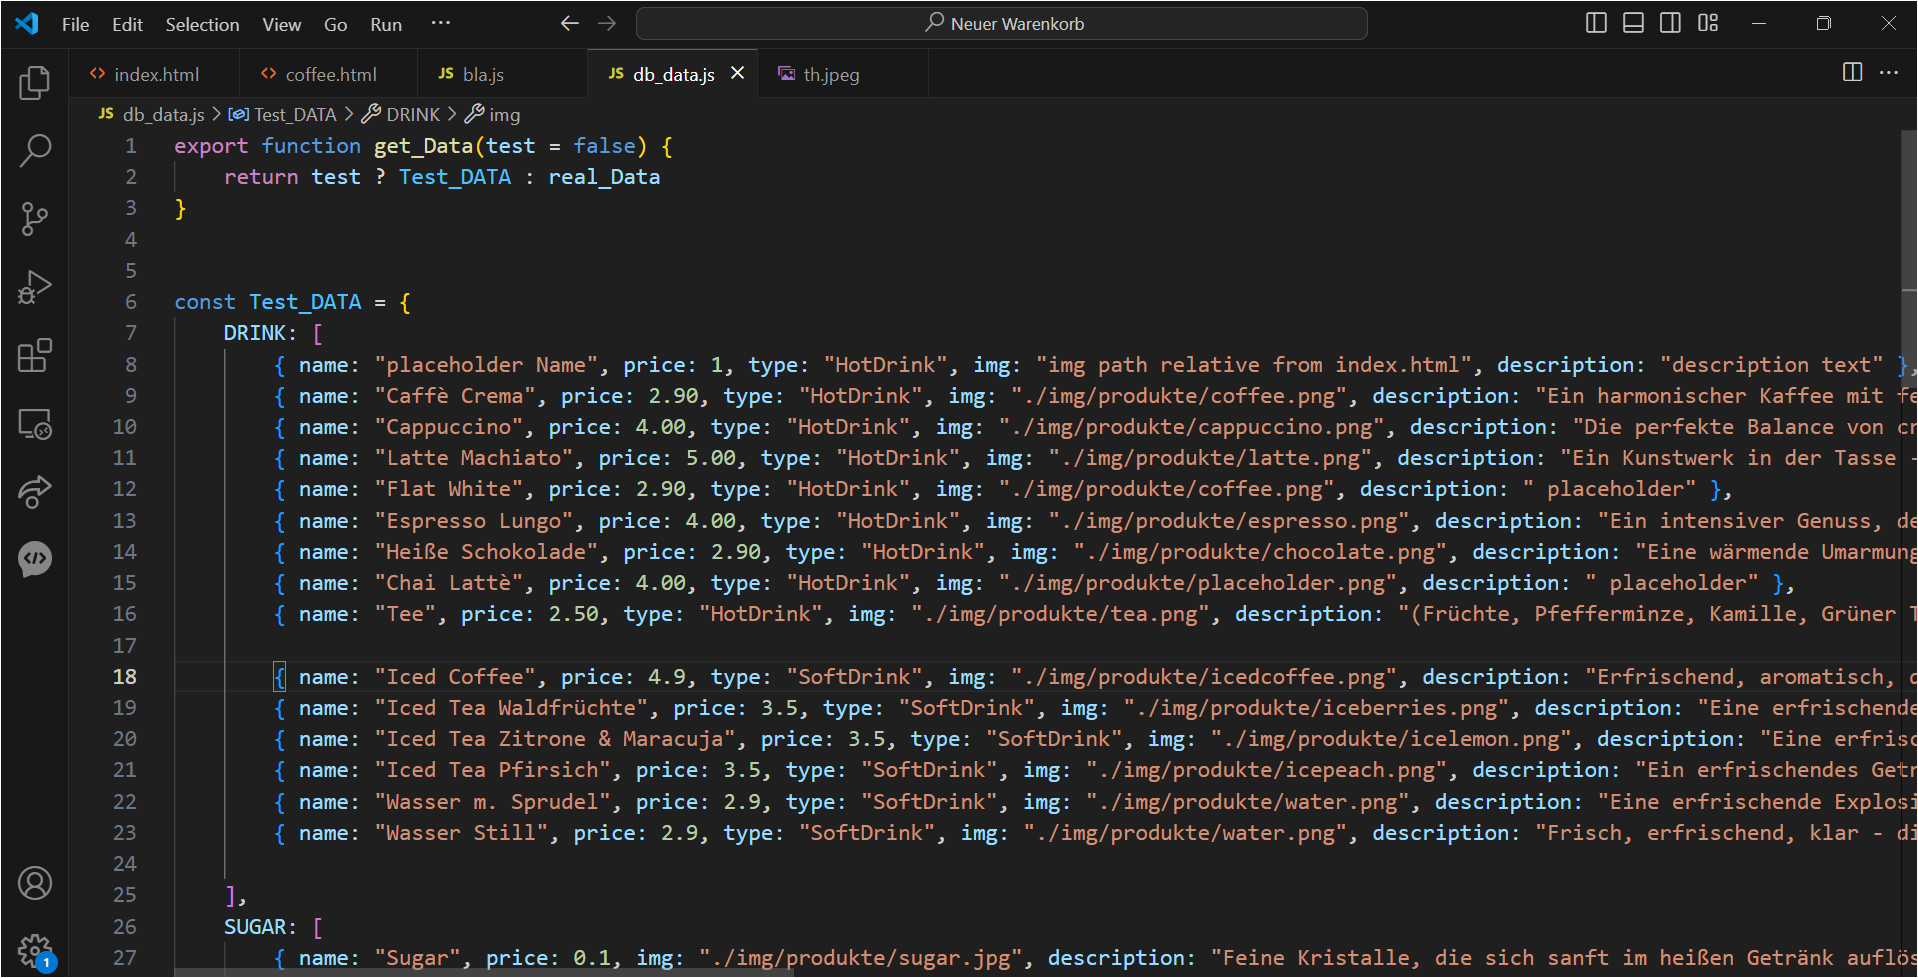 File Edit Selection View Go Run ···
Neuer Warenkorb
index.html coffee.html JS bla.js JS db_data.js th.jpeg
JS db_data.js > Test_DATA > DRINK > img
1 export function get_Data(test = false) {
2 return test ? Test_DATA : real_Data
3 }
4
5
6 const Test_DATA = {
7 DRINK: [
8 { name: "placeholder Name", price: 1, type: "HotDrink", img: "img path relative from index.html", description: "description text" },
9 { name: "Caffè Crema", price: 2.90, type: "HotDrink", img: "./img/produkte/coffee.png", description: "Ein harmonischer Kaffee mit fe
10 { name: "Cappuccino", price: 4.00, type: "HotDrink", img: "./img/produkte/cappuccino.png", description: "Die perfekte Balance von cr
11 { name: "Latte Machiato", price: 5.00, type: "HotDrink", img: "./img/produkte/latte.png", description: "Ein Kunstwerk in der Tasse -
12 { name: "Flat White", price: 2.90, type: "HotDrink", img: "./img/produkte/coffee.png", description: " placeholder" },
13 { name: "Espresso Lungo", price: 4.00, type: "HotDrink", img: "./img/produkte/espresso.png", description: "Ein intensiver Genuss, de
14 { name: "Heiße Schokolade", price: 2.90, type: "HotDrink", img: "./img/produkte/chocolate.png", description: "Eine wärmende Umarmung
15 { name: "Chai Lattè", price: 4.00, type: "HotDrink", img: "./img/produkte/placeholder.png", description: " placeholder" },
16 { name: "Tee", price: 2.50, type: "HotDrink", img: "./img/produkte/tea.png", description: "(Früchte, Pfefferminze, Kamille, Grüner T
17
18 { name: "Iced Coffee", price: 4.9, type: "SoftDrink", img: "./img/produkte/icedcoffee.png", description: "Erfrischend, aromatisch,
19 { name: "Iced Tea Waldfrüchte", price: 3.5, type: "SoftDrink", img: "./img/produkte/iceberries.png", description: "Eine erfrischende
20 { name: "Iced Tea Zitrone & Maracuja", price: 3.5, type: "SoftDrink", img: "./img/produkte/icelemon.png", description: "Eine erfrisc
21 { name: "Iced Tea Pfirsich", price: 3.5, type: "SoftDrink", img: "./img/produkte/icepeach.png", description: "Ein erfrischendes Getr
22 { name: "Wasser m. Sprudel", price: 2.9, type: "SoftDrink", img: "./img/produkte/water.png", description: "Eine erfrischende Explosi
23 { name: "Wasser Still", price: 2.9, type: "SoftDrink", img: "./img/produkte/water.png", description: "Frisch, erfrischend, klar - di
24
25 ],
26 SUGAR: [
27 { name: "Sugar", price: 0.1, img: "./img/produkte/sugar.jpg", description: "Feine Kristalle, die sich sanft im heißen Getränk auflös
1